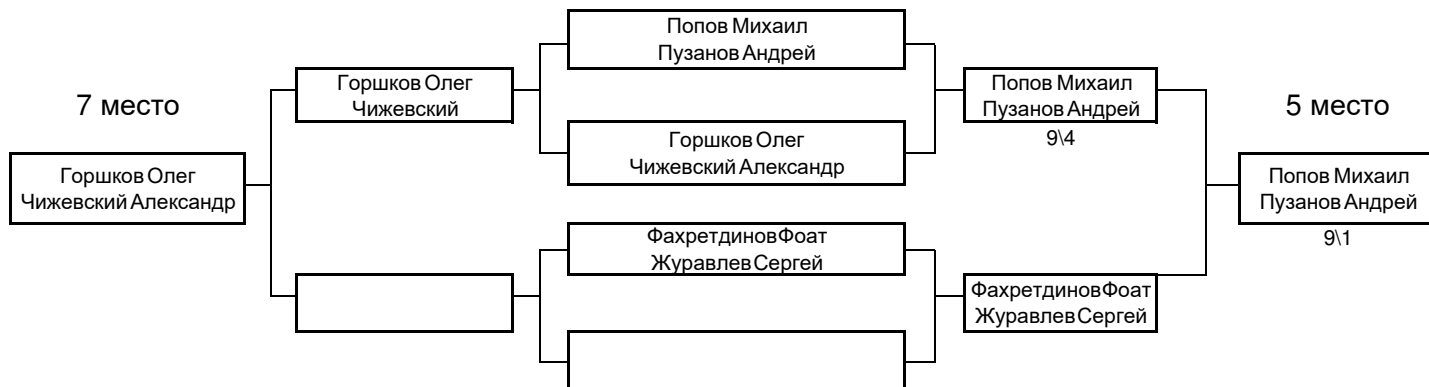 Попов Михаил
Пузанов Андрей
Горшков Олег
Чижевский
Попов Михаил
Пузанов Андрей
7 место
5 место
9\4
Горшков Олег
Чижевский Александр
Горшков Олег
Чижевский Александр
Попов Михаил
Пузанов Андрей
9\1
Фахретдинов Фоат
Журавлев Сергей
Фахретдинов Фоат
Журавлев Сергей